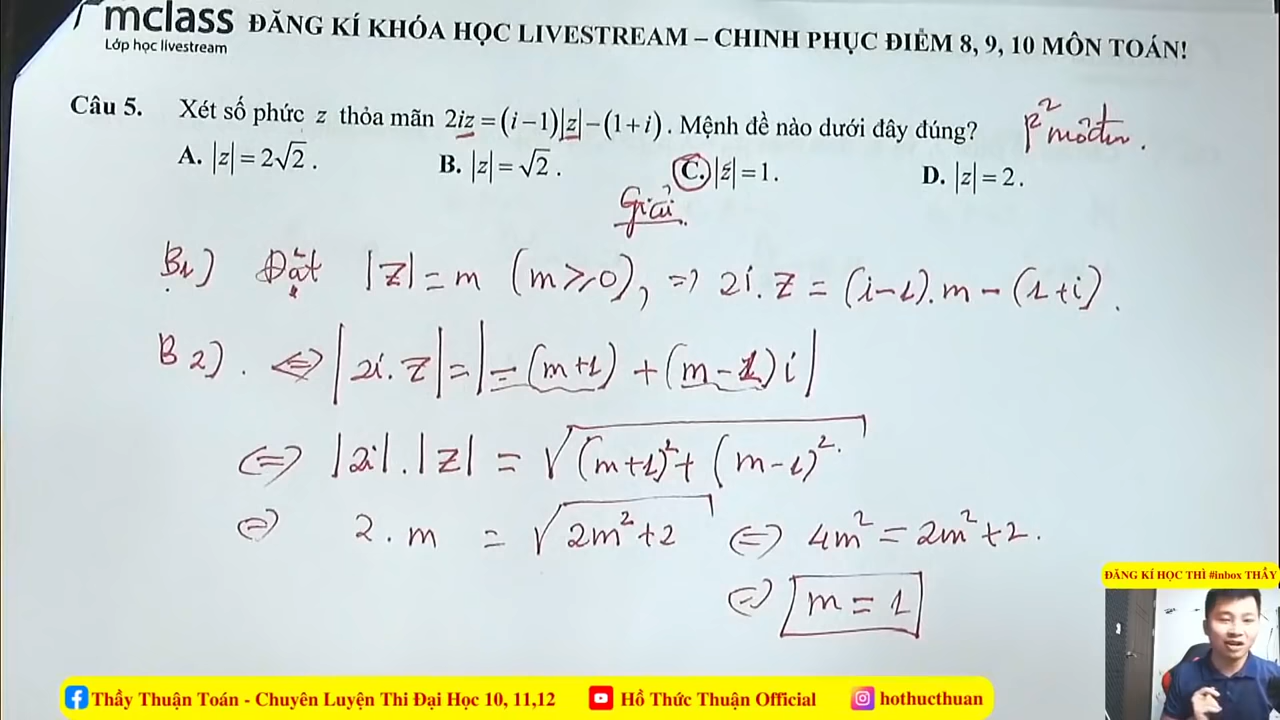 mclass
Lớp học livestream
ĐĂNG KÍ KHÓA HỌC LIVESTREAM – CHINH PHỤC ĐIỂM 8, 9, 10 MÔN TOÁN!
Câu 5. Xét số phức z thỏa mãn 2iz = (i−1)|z| − (1+i). Mệnh đề nào dưới đây đúng?
A. |z| = 2√2. B. |z| = √2. C. |z| = 1. D. |z| = 2.
Giải
B1) Đặt |z| = m (m ≥ 0), => 2i.z = (i−1).m − (1+i).
B2). <=> |2i.z| = |−(m+1) + (m−1)i|
<=> |2i|.|z| = √((m+1)² + (m−1)²)
<=> 2.m = √(2m²+2) <=> 4m² = 2m²+2.
<=> m = 1
ĐĂNG KÍ HỌC THÌ #inbox THẦY
Thầy Thuận Toán - Chuyên Luyện Thi Đại Học 10, 11,12
Hồ Thức Thuận Official
hothucthuan